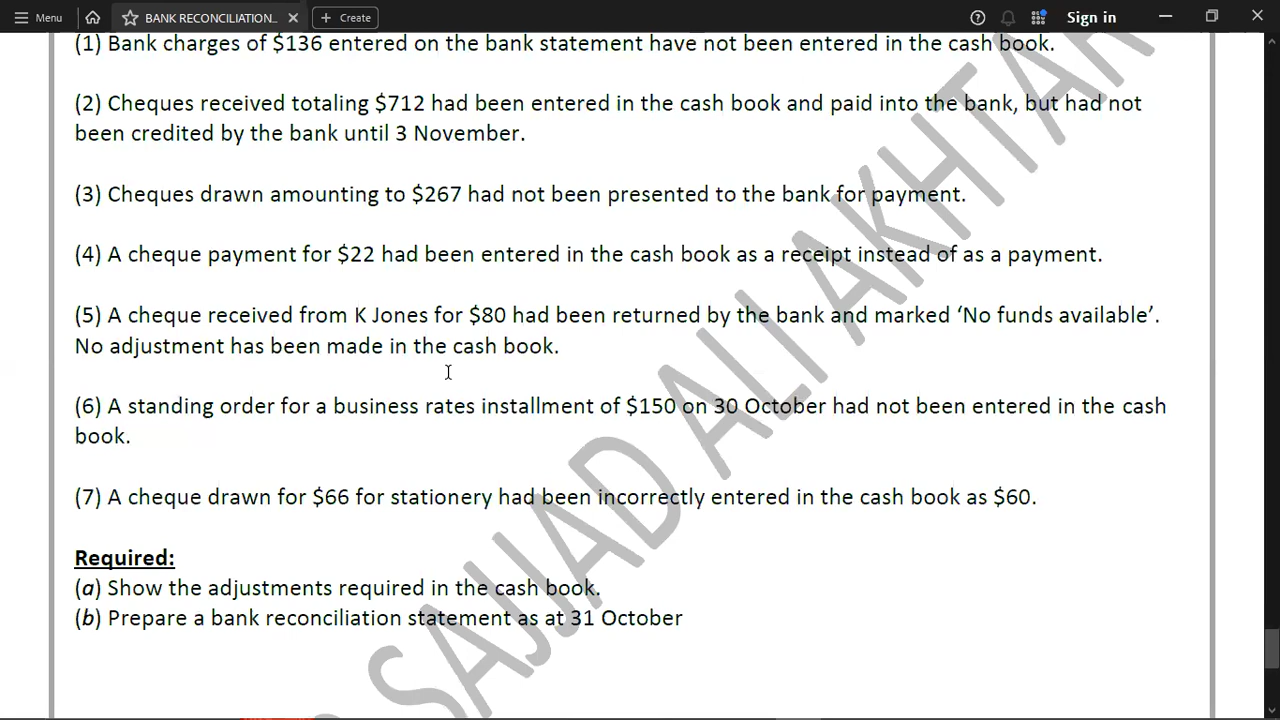 Menu
BANK RECONCILIATION...
Create
Sign in
(1) Bank charges of $136 entered on the bank statement have not been entered in the cash book.
(2) Cheques received totaling $712 had been entered in the cash book and paid into the bank, but had not
been credited by the bank until 3 November.
(3) Cheques drawn amounting to $267 had not been presented to the bank for payment.
(4) A cheque payment for $22 had been entered in the cash book as a receipt instead of as a payment.
(5) A cheque received from K Jones for $80 had been returned by the bank and marked ‘No funds available’.
No adjustment has been made in the cash book.
(6) A standing order for a business rates installment of $150 on 30 October had not been entered in the cash
book.
(7) A cheque drawn for $66 for stationery had been incorrectly entered in the cash book as $60.
Required:
(a) Show the adjustments required in the cash book.
(b) Prepare a bank reconciliation statement as at 31 October
SAJJAD ALI AKHTAR